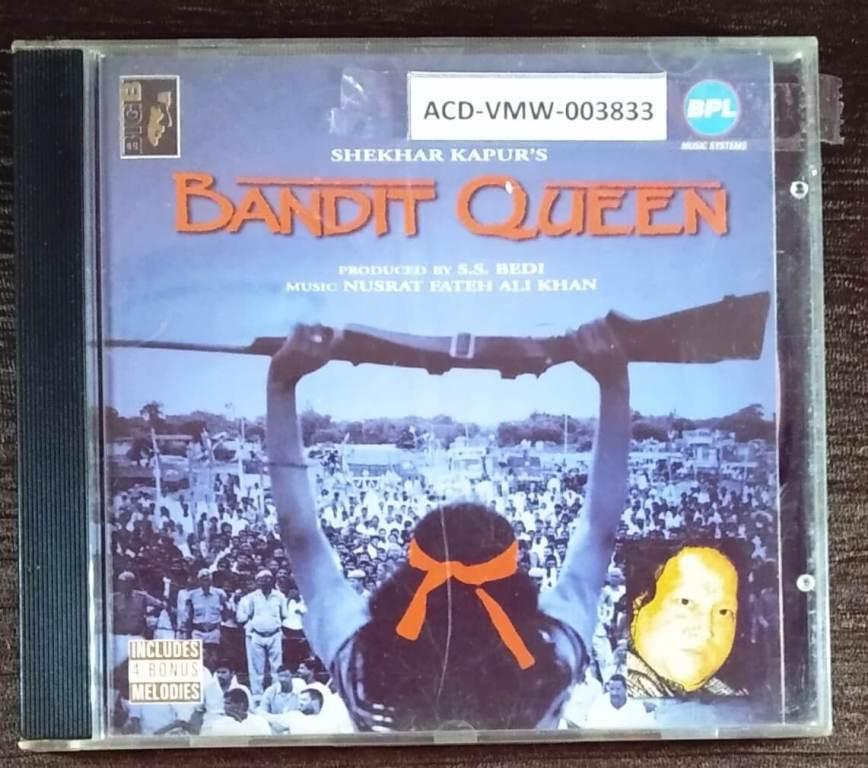 BIG B
ACD-VMW-003833
BPL
MUSIC SYSTEMS
SHEKHAR KAPUR'S
BANDIT QUEEN
PRODUCED BY S.S. BEDI
MUSIC NUSRAT FATEH ALI KHAN
INCLUDES
4 BONUS
MELODIES